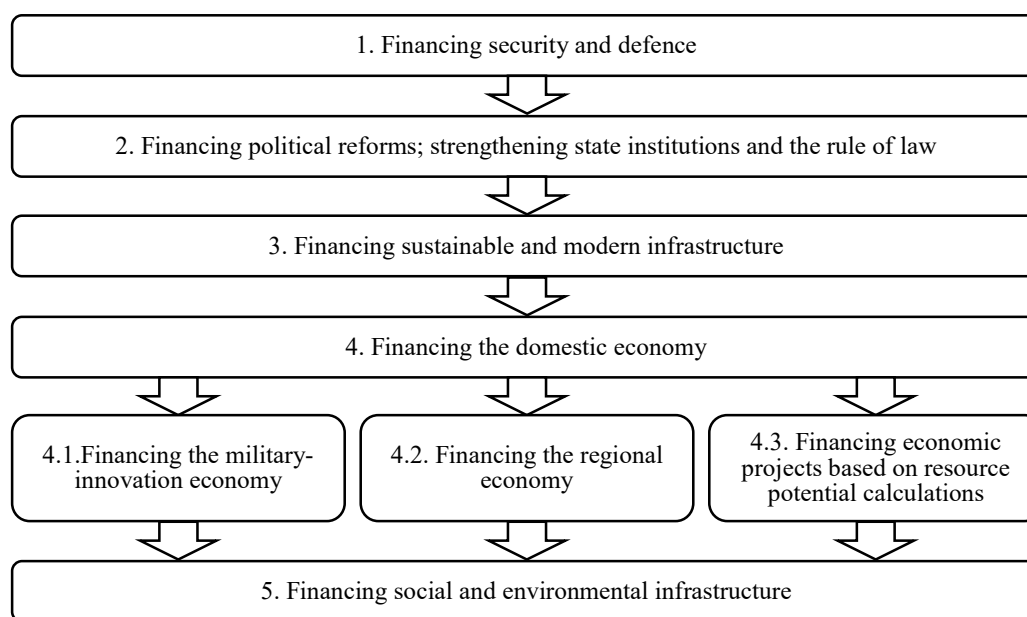 1. Financing security and defence
2. Financing political reforms; strengthening state institutions and the rule of law
3. Financing sustainable and modern infrastructure
4. Financing the domestic economy
4.1.Financing the military-
innovation economy
4.2. Financing the regional
economy
4.3. Financing economic
projects based on resource
potential calculations
5. Financing social and environmental infrastructure